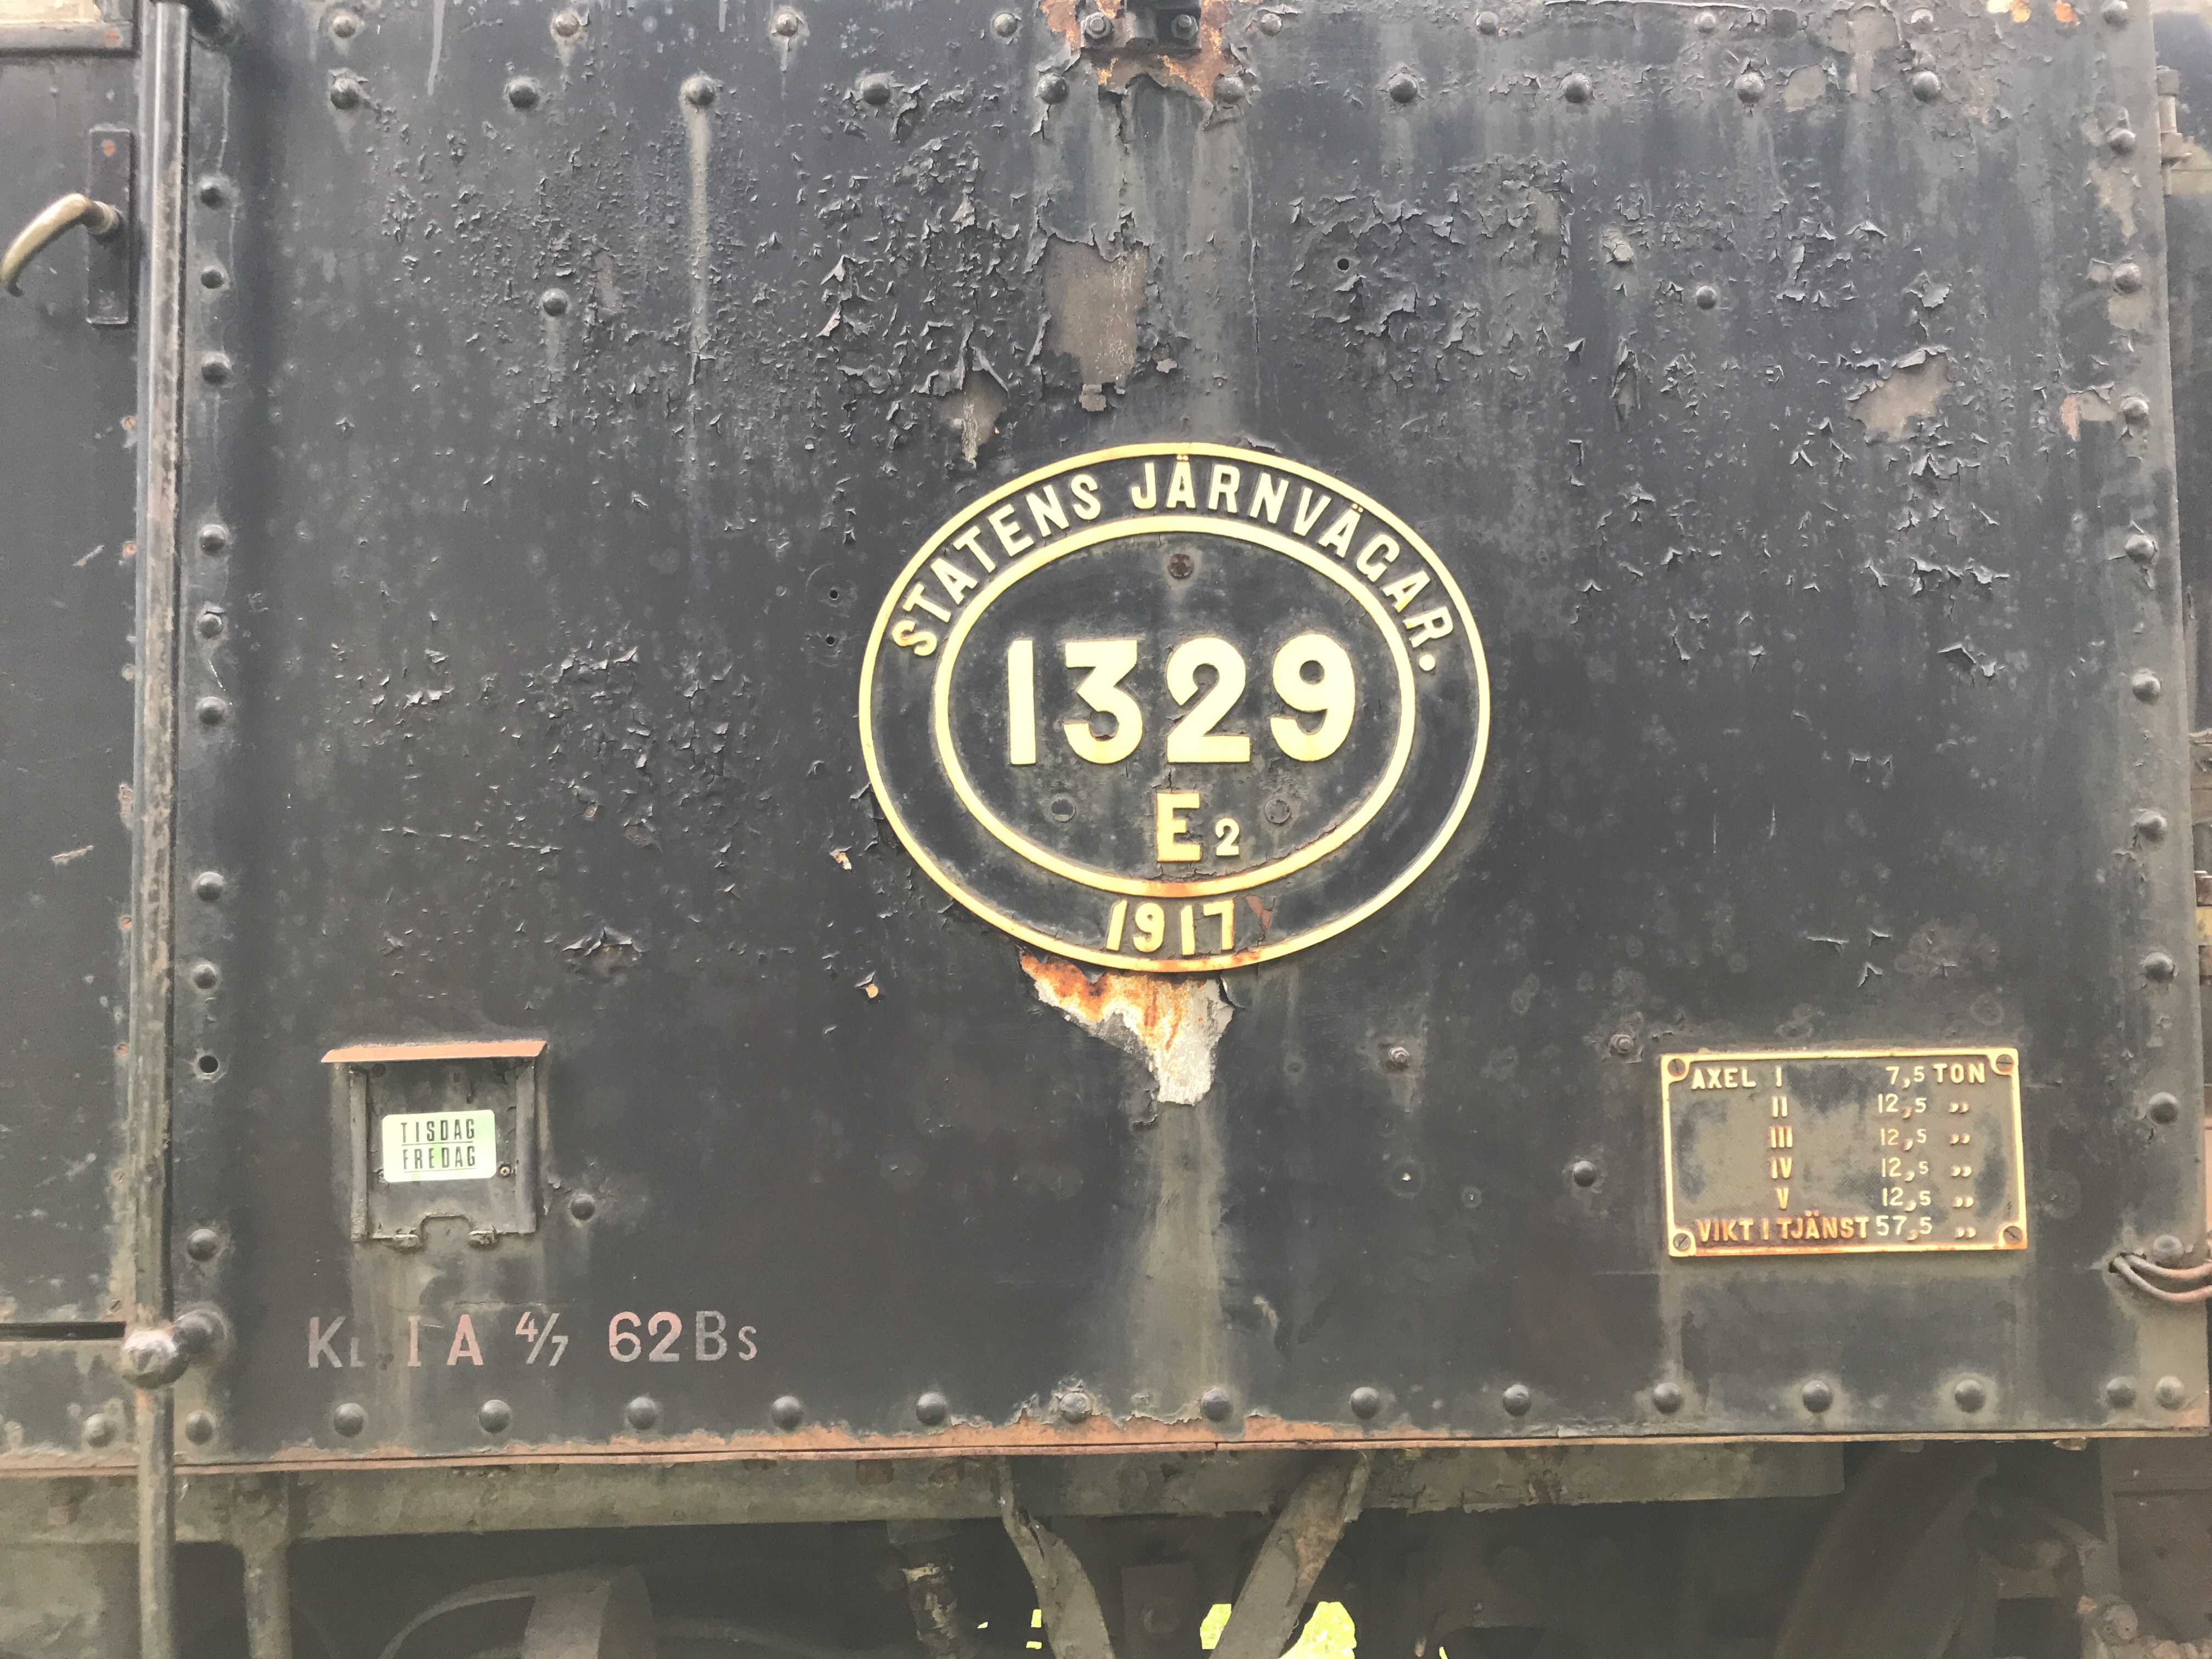 STATENS JÄRNVÄGAR.
1329
E2
1917
TISDAG
FREDAG
AXEL I 7,5 TON
II 12,5 ,,
III 12,5 ,,
IV 12,5 ,,
V 12,5 ,,
VIKT I TJÄNST 57,5 ,,
KL. I A 4/7 62 Bs